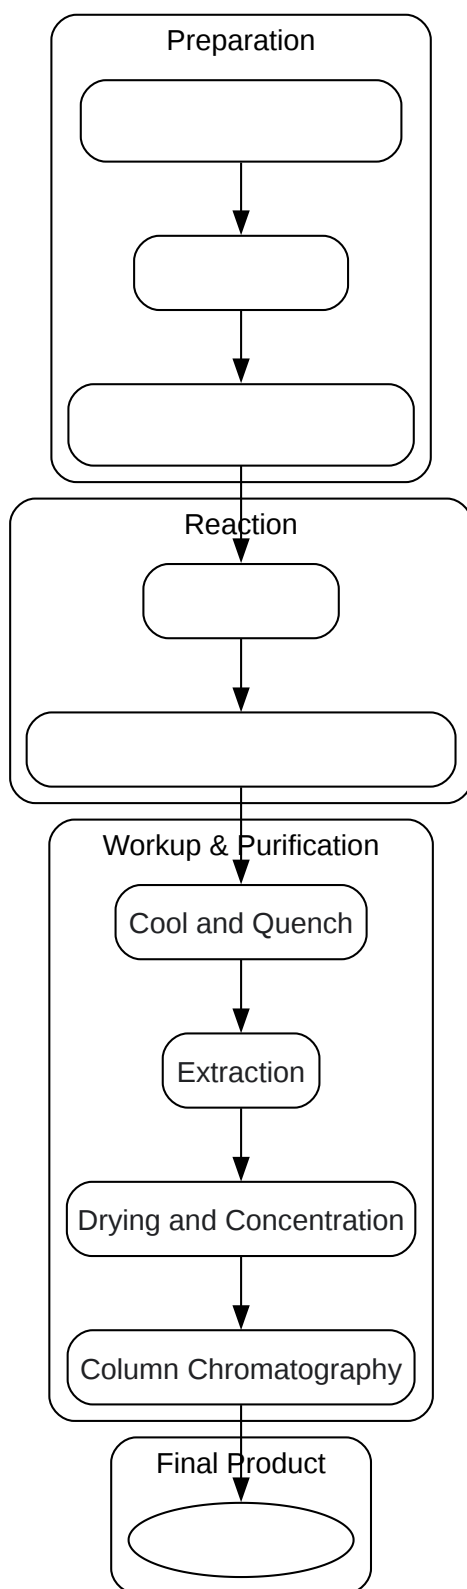 Preparation
Reaction
Workup & Purification
Cool and Quench
Extraction
Drying and Concentration
Column Chromatography
Final Product